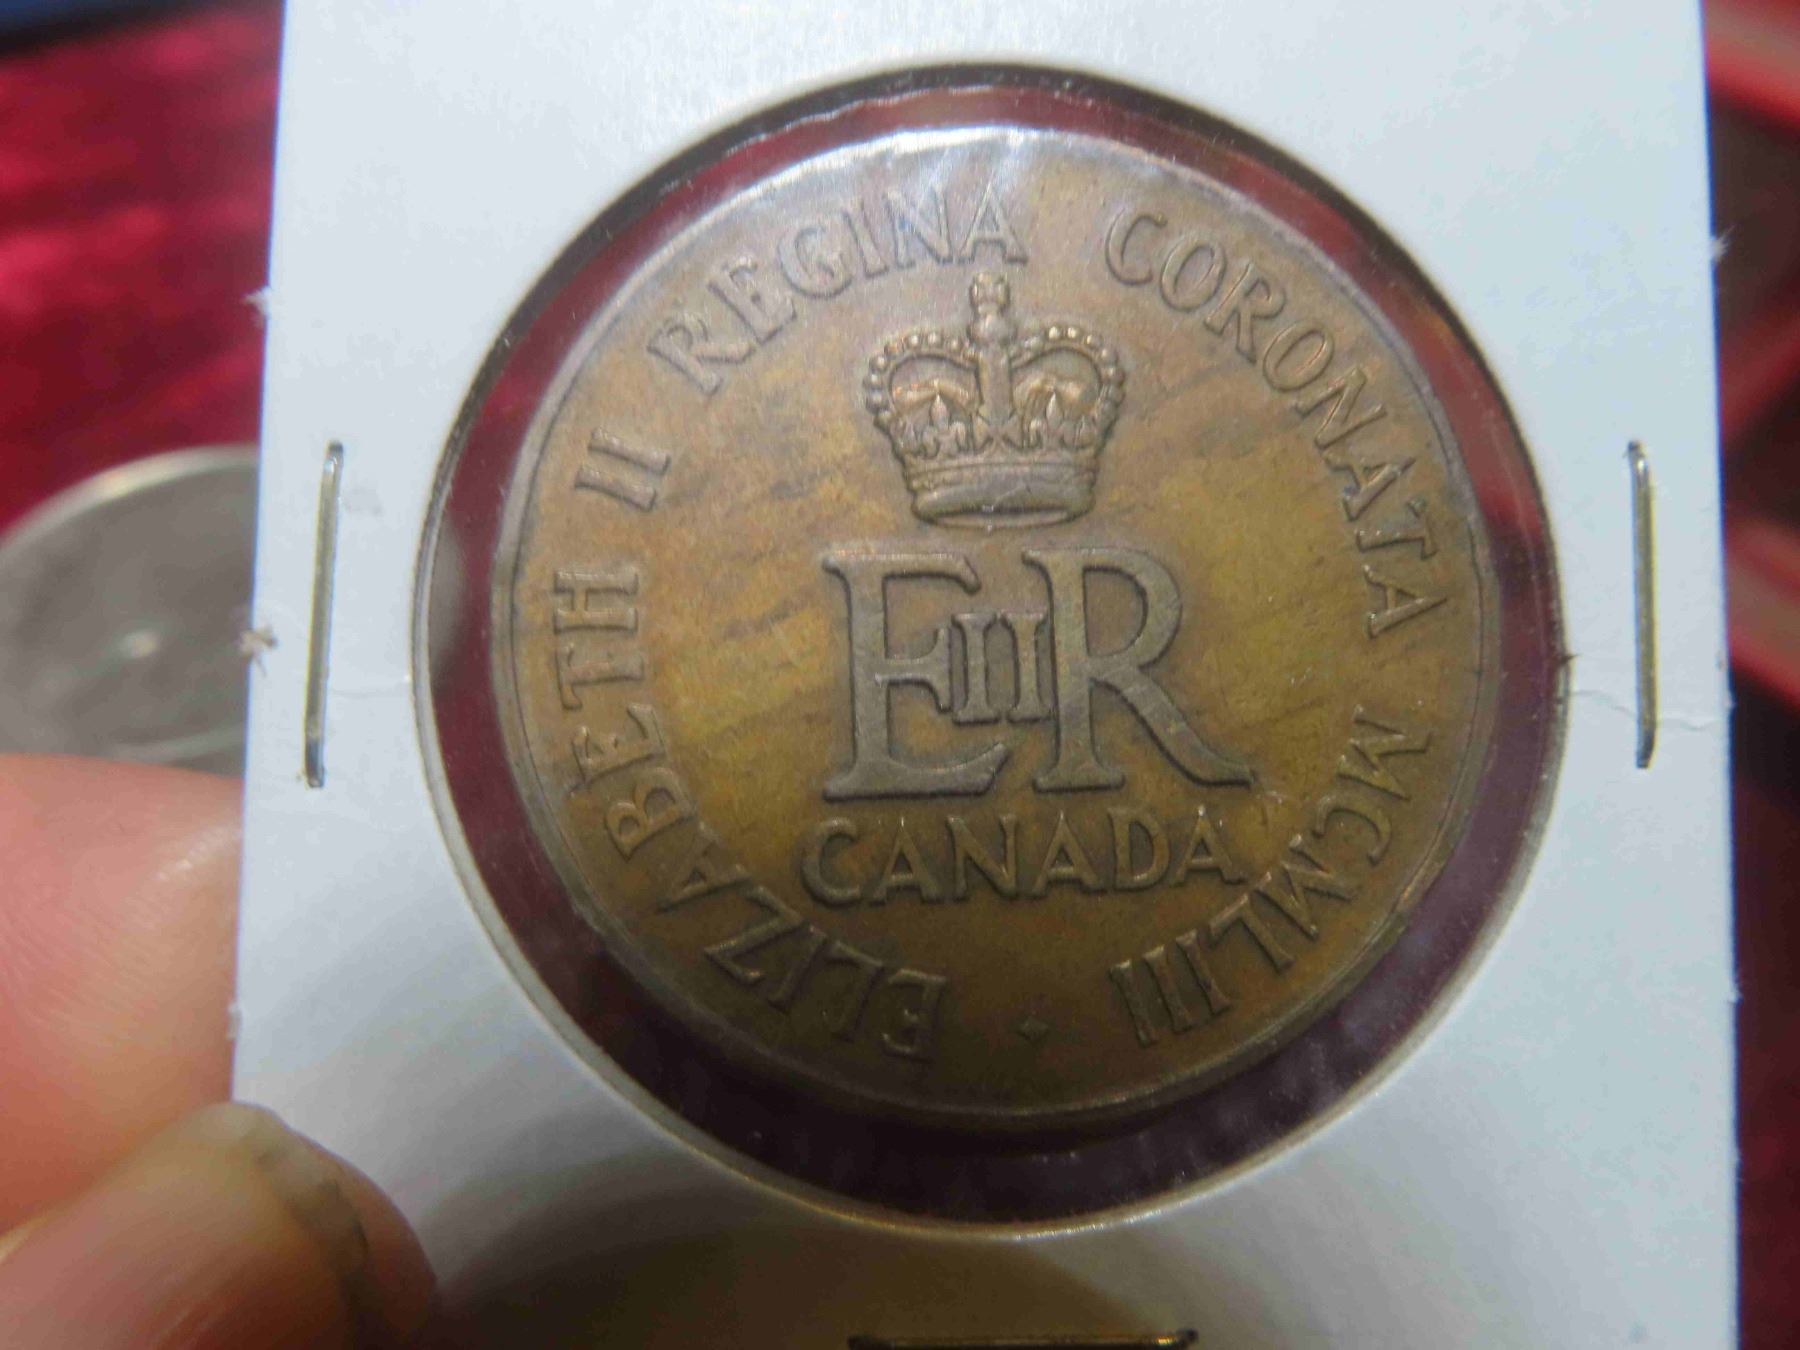 ELIZABETH II REGINA CORONATA MCMLIII
EIIR
CANADA